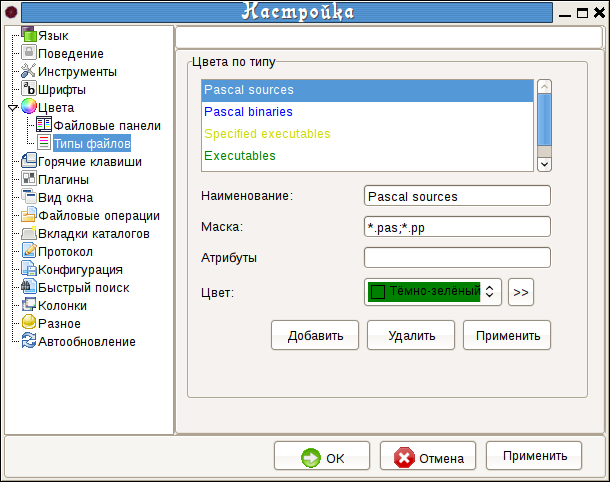 Настройка
Язык
Поведение
Инструменты
Шрифты
Цвета
Файловые панели
Типы файлов
Горячие клавиши
Плагины
Вид окна
Файловые операции
Вкладки каталогов
Протокол
Конфигурация
Быстрый поиск
Колонки
Разное
Автообновление
Цвета по типу
Pascal sources
Pascal binaries
Specified executables
Executables
Наименование: Pascal sources
Маска: *.pas;*.pp
Атрибуты
Цвет: Тёмно-зелёный >>
Добавить Удалить Применить
OK Отмена Применить